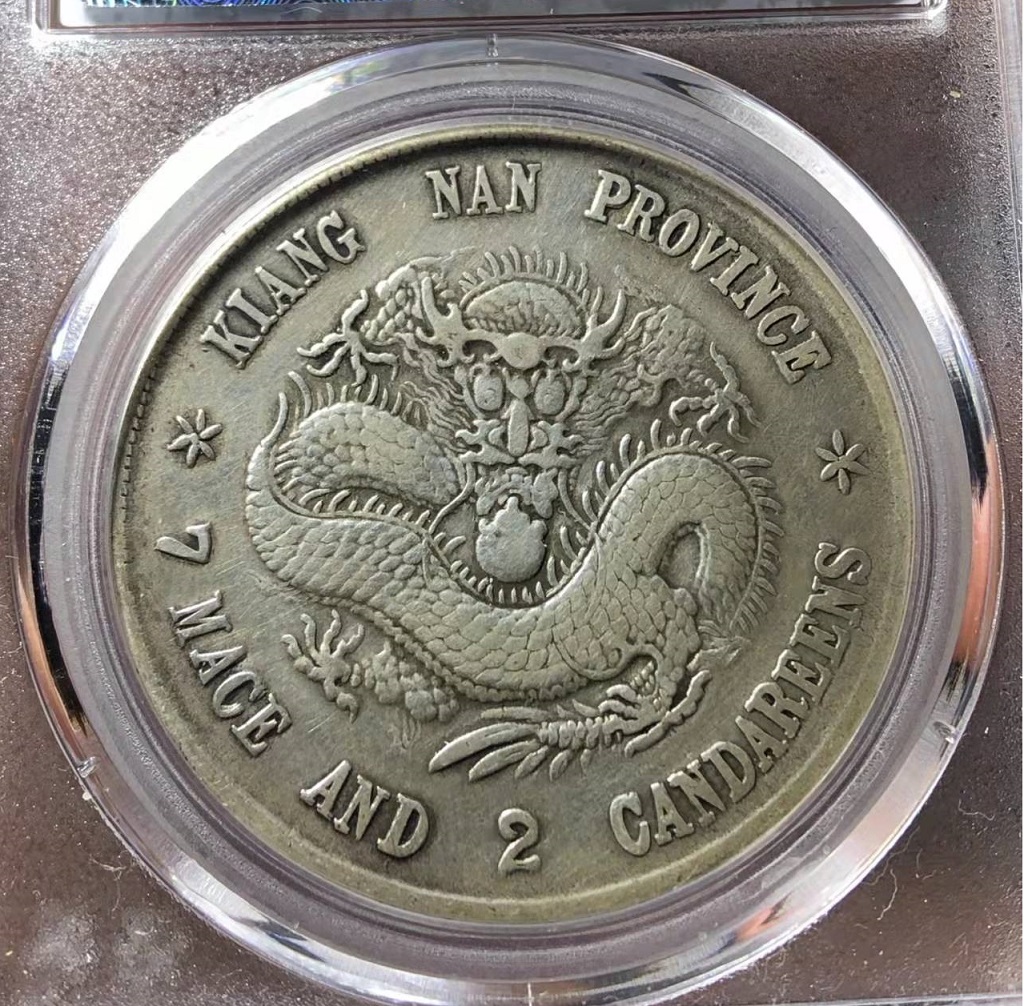 KIANG NAN PROVINCE
7 MACE AND 2 CANDAREENS